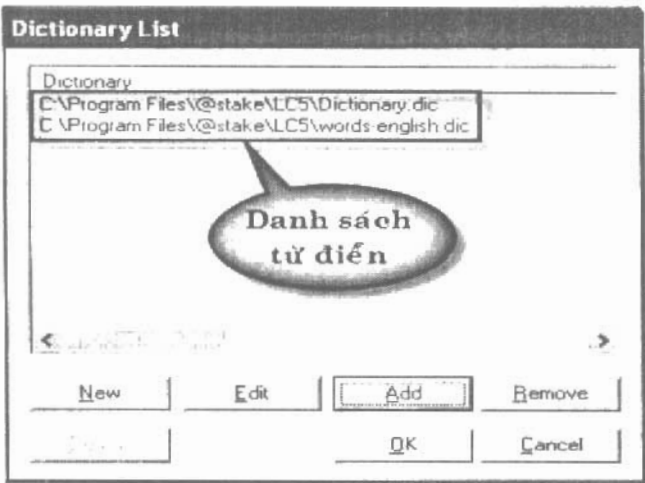 Dictionary List
Dictionary
C:\Program Files\@stake\LC5\Dictionary.dic
C:\Program Files\@stake\LC5\words-english.dic
Danh sách
từ điển
New Edit Add Remove
OK Cancel